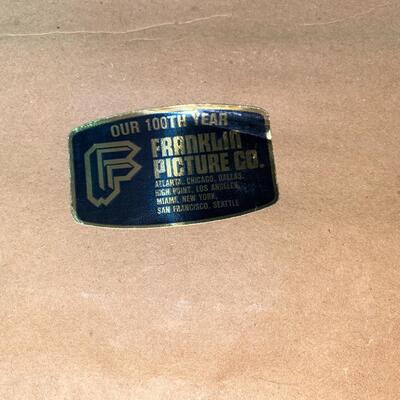 OUR 100TH YEAR
FRANKLIN
PICTURE CO.
ATLANTA, CHICAGO, DALLAS,
HIGH POINT, LOS ANGELES,
MIAMI, NEW YORK,
SAN FRANCISCO, SEATTLE